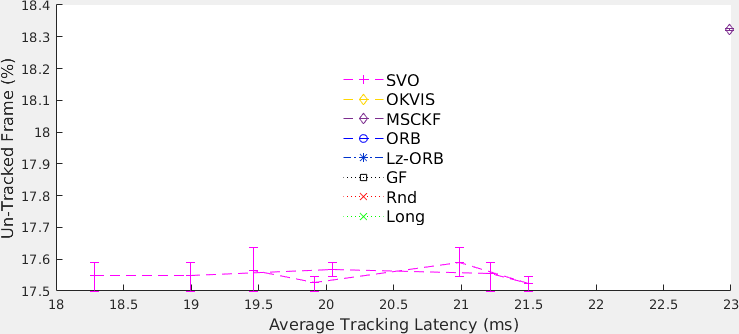 18.4
18.3
18.2
18.1
18
17.9
17.8
17.7
17.6
17.5
Un-Tracked Frame (%)
SVO
OKVIS
MSCKF
ORB
Lz-ORB
GF
Rnd
Long
18 18.5 19 19.5 20 20.5 21 21.5 22 22.5 23
Average Tracking Latency (ms)